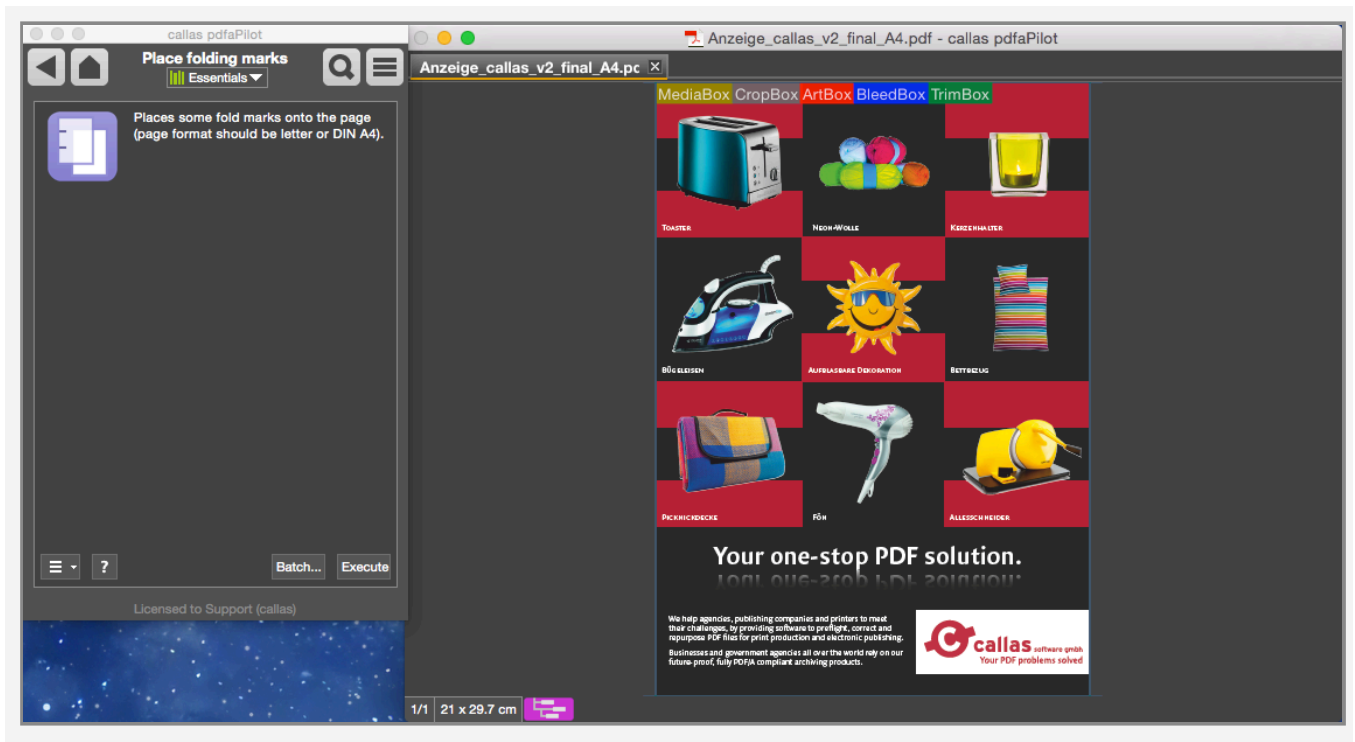 callas pdfaPilot
Place folding marks
Essentials
Places some fold marks onto the page
(page format should be letter or DIN A4).
?
Batch...
Execute
Licensed to Support (callas)
Anzeige_callas_v2_final_A4.pdf - callas pdfaPilot
Anzeige_callas_v2_final_A4.pc
MediaBox CropBox ArtBox BleedBox TrimBox
Toaster
Neon-Wolle
Kerzenhalter
Bügeleisen
Aufblasbare Dekoration
Bettbezug
Picknickdecke
Fön
Allesschneider
Your one-stop PDF solution.
We help agencies, publishing companies and printers to meet
their challenges, by providing software to preflight, correct and
repurpose PDF files for print production and electronic publishing.
Businesses and government agencies all over the world rely on our
future-proof, fully PDF/A compliant archiving products.
callas software gmbh
Your PDF problems solved
1/1 21 x 29.7 cm